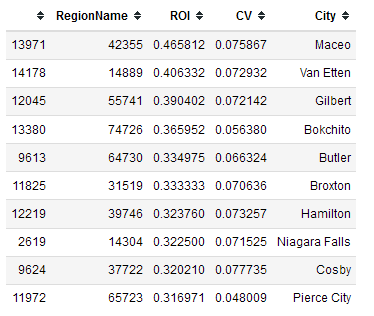 RegionName ROI CV City
13971 42355 0.465812 0.075867 Maceo
14178 14889 0.406332 0.072932 Van Etten
12045 55741 0.390402 0.072142 Gilbert
13380 74726 0.365952 0.056380 Bokchito
9613 64730 0.334975 0.066324 Butler
11825 31519 0.333333 0.070636 Broxton
12219 39746 0.323760 0.073257 Hamilton
2619 14304 0.322500 0.071525 Niagara Falls
9624 37722 0.320210 0.077735 Cosby
11972 65723 0.316971 0.048009 Pierce City